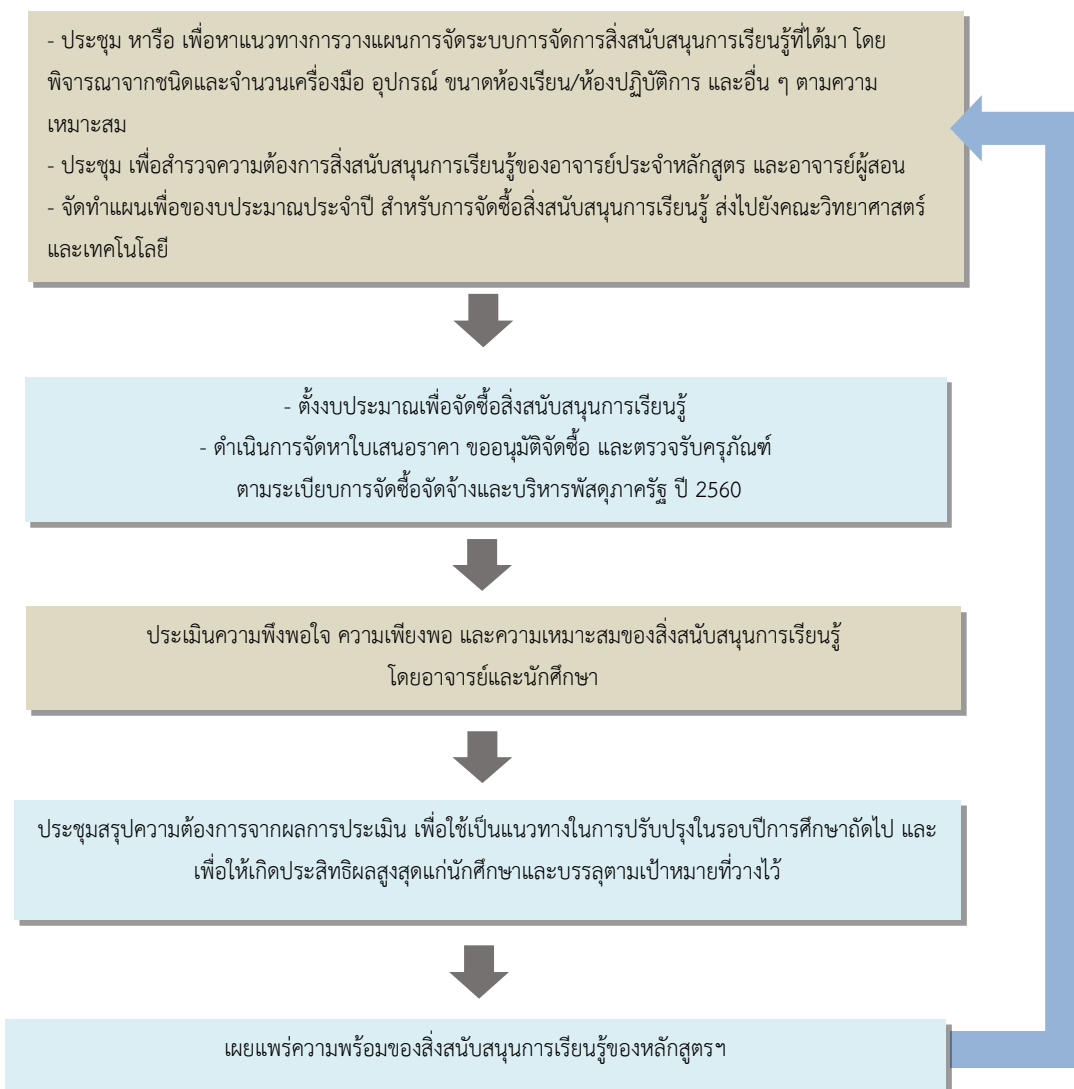 - ประชุม หารือ เพื่อหาแนวทางการวางแผนการจัดระบบการจัดการสิ่งสนับสนุนการเรียนรู้ที่ได้มา โดย
พิจารณาจากชนิดและจำนวนเครื่องมือ อุปกรณ์ ขนาดห้องเรียน/ห้องปฏิบัติการ และอื่น ๆ ตามความ
เหมาะสม
- ประชุม เพื่อสำรวจความต้องการสิ่งสนับสนุนการเรียนรู้ของอาจารย์ประจำหลักสูตร และอาจารย์ผู้สอน
- จัดทำแผนเพื่อของบประมาณประจำปี สำหรับการจัดซื้อสิ่งสนับสนุนการเรียนรู้ ส่งไปยังคณะวิทยาศาสตร์
และเทคโนโลยี
- ตั้งงบประมาณเพื่อจัดซื้อสิ่งสนับสนุนการเรียนรู้
- ดำเนินการจัดหาใบเสนอราคา ขออนุมัติจัดซื้อ และตรวจรับครุภัณฑ์
ตามระเบียบการจัดซื้อจัดจ้างและบริหารพัสดุภาครัฐ ปี 2560
ประเมินความพึงพอใจ ความเพียงพอ และความเหมาะสมของสิ่งสนับสนุนการเรียนรู้
โดยอาจารย์และนักศึกษา
ประชุมสรุปความต้องการจากผลการประเมิน เพื่อใช้เป็นแนวทางในการปรับปรุงในรอบปีการศึกษาถัดไป และ
เพื่อให้เกิดประสิทธิผลสูงสุดแก่นักศึกษาและบรรลุตามเป้าหมายที่วางไว้
เผยแพร่ความพร้อมของสิ่งสนับสนุนการเรียนรู้ของหลักสูตรฯ